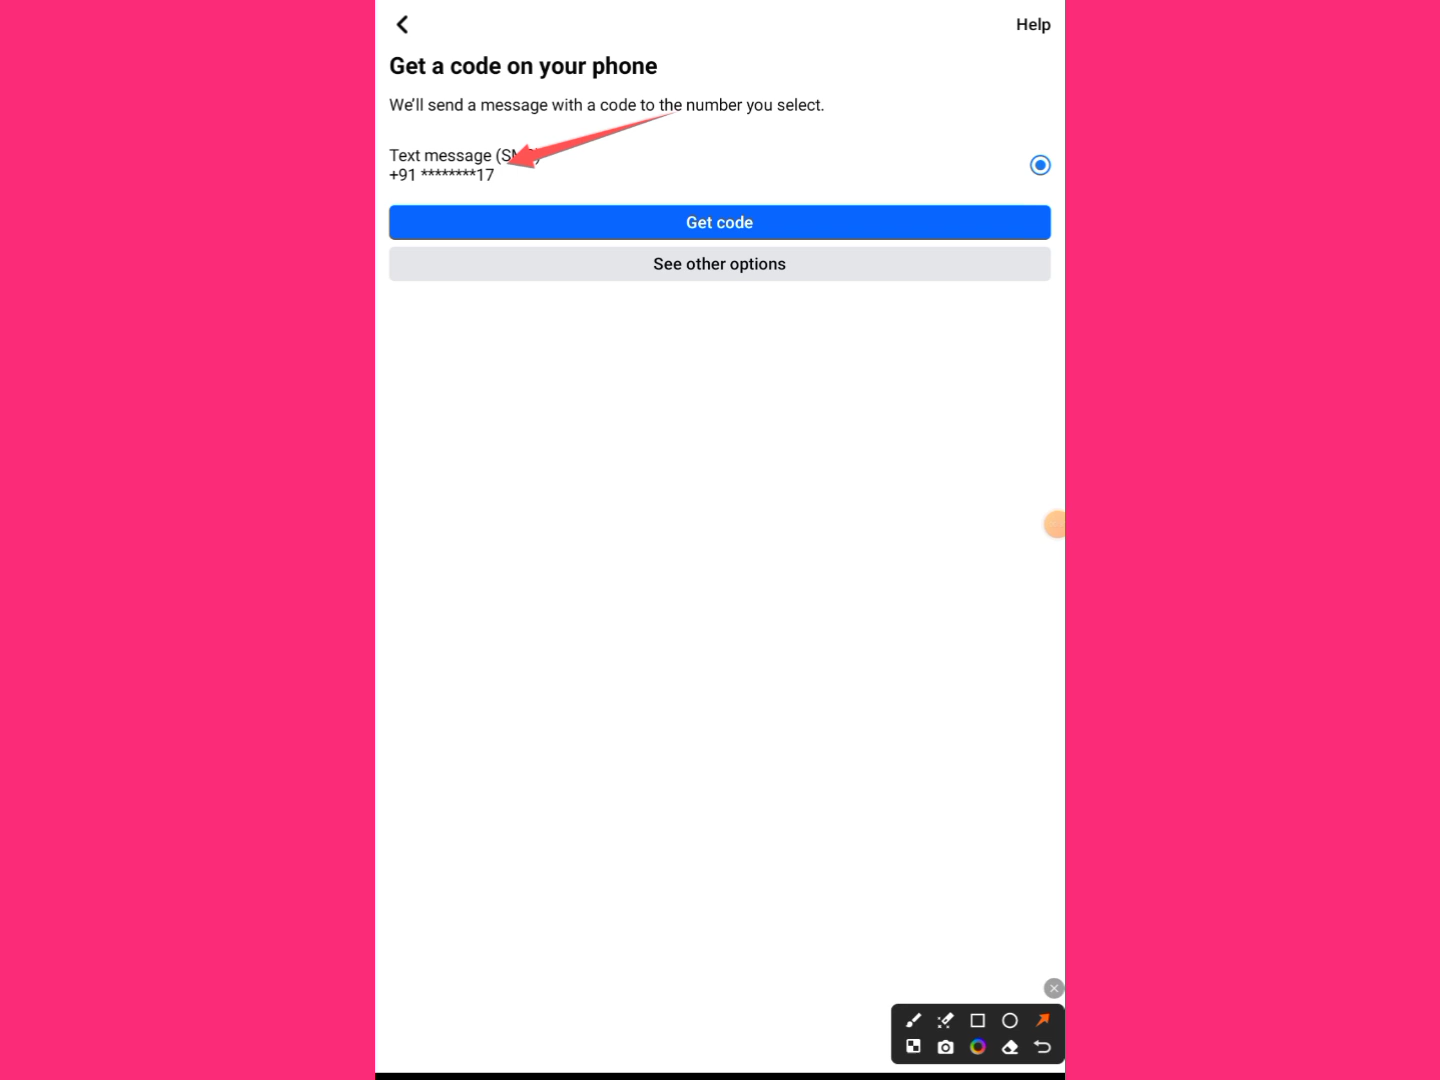 Help
Get a code on your phone
We'll send a message with a code to the number you select.
Text message (SMS)
+91 ********17
Get code
See other options